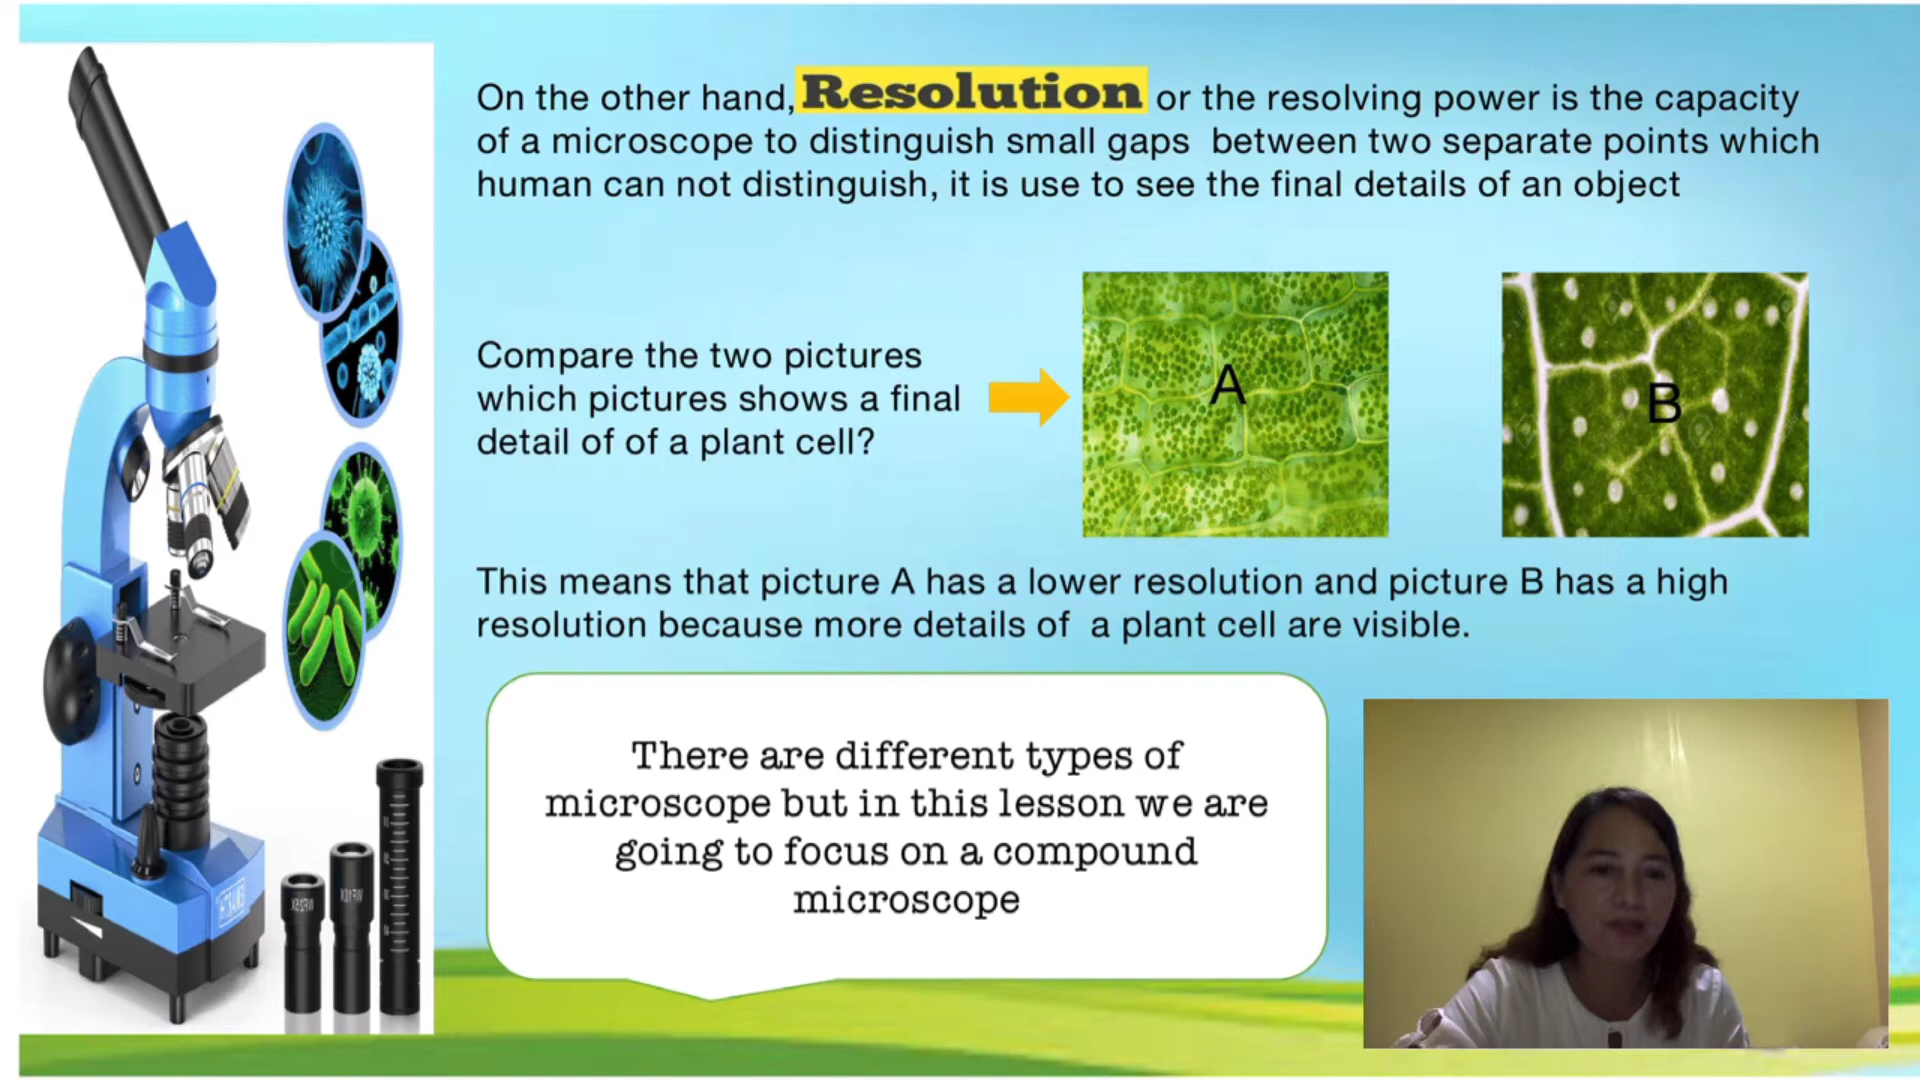 On the other hand, Resolution or the resolving power is the capacity
of a microscope to distinguish small gaps between two separate points which
human can not distinguish, it is use to see the final details of an object
Compare the two pictures
which pictures shows a final
detail of of a plant cell?
A
B
This means that picture A has a lower resolution and picture B has a high
resolution because more details of a plant cell are visible.
There are different types of
microscope but in this lesson we are
going to focus on a compound
microscope
WF25X
WF10X